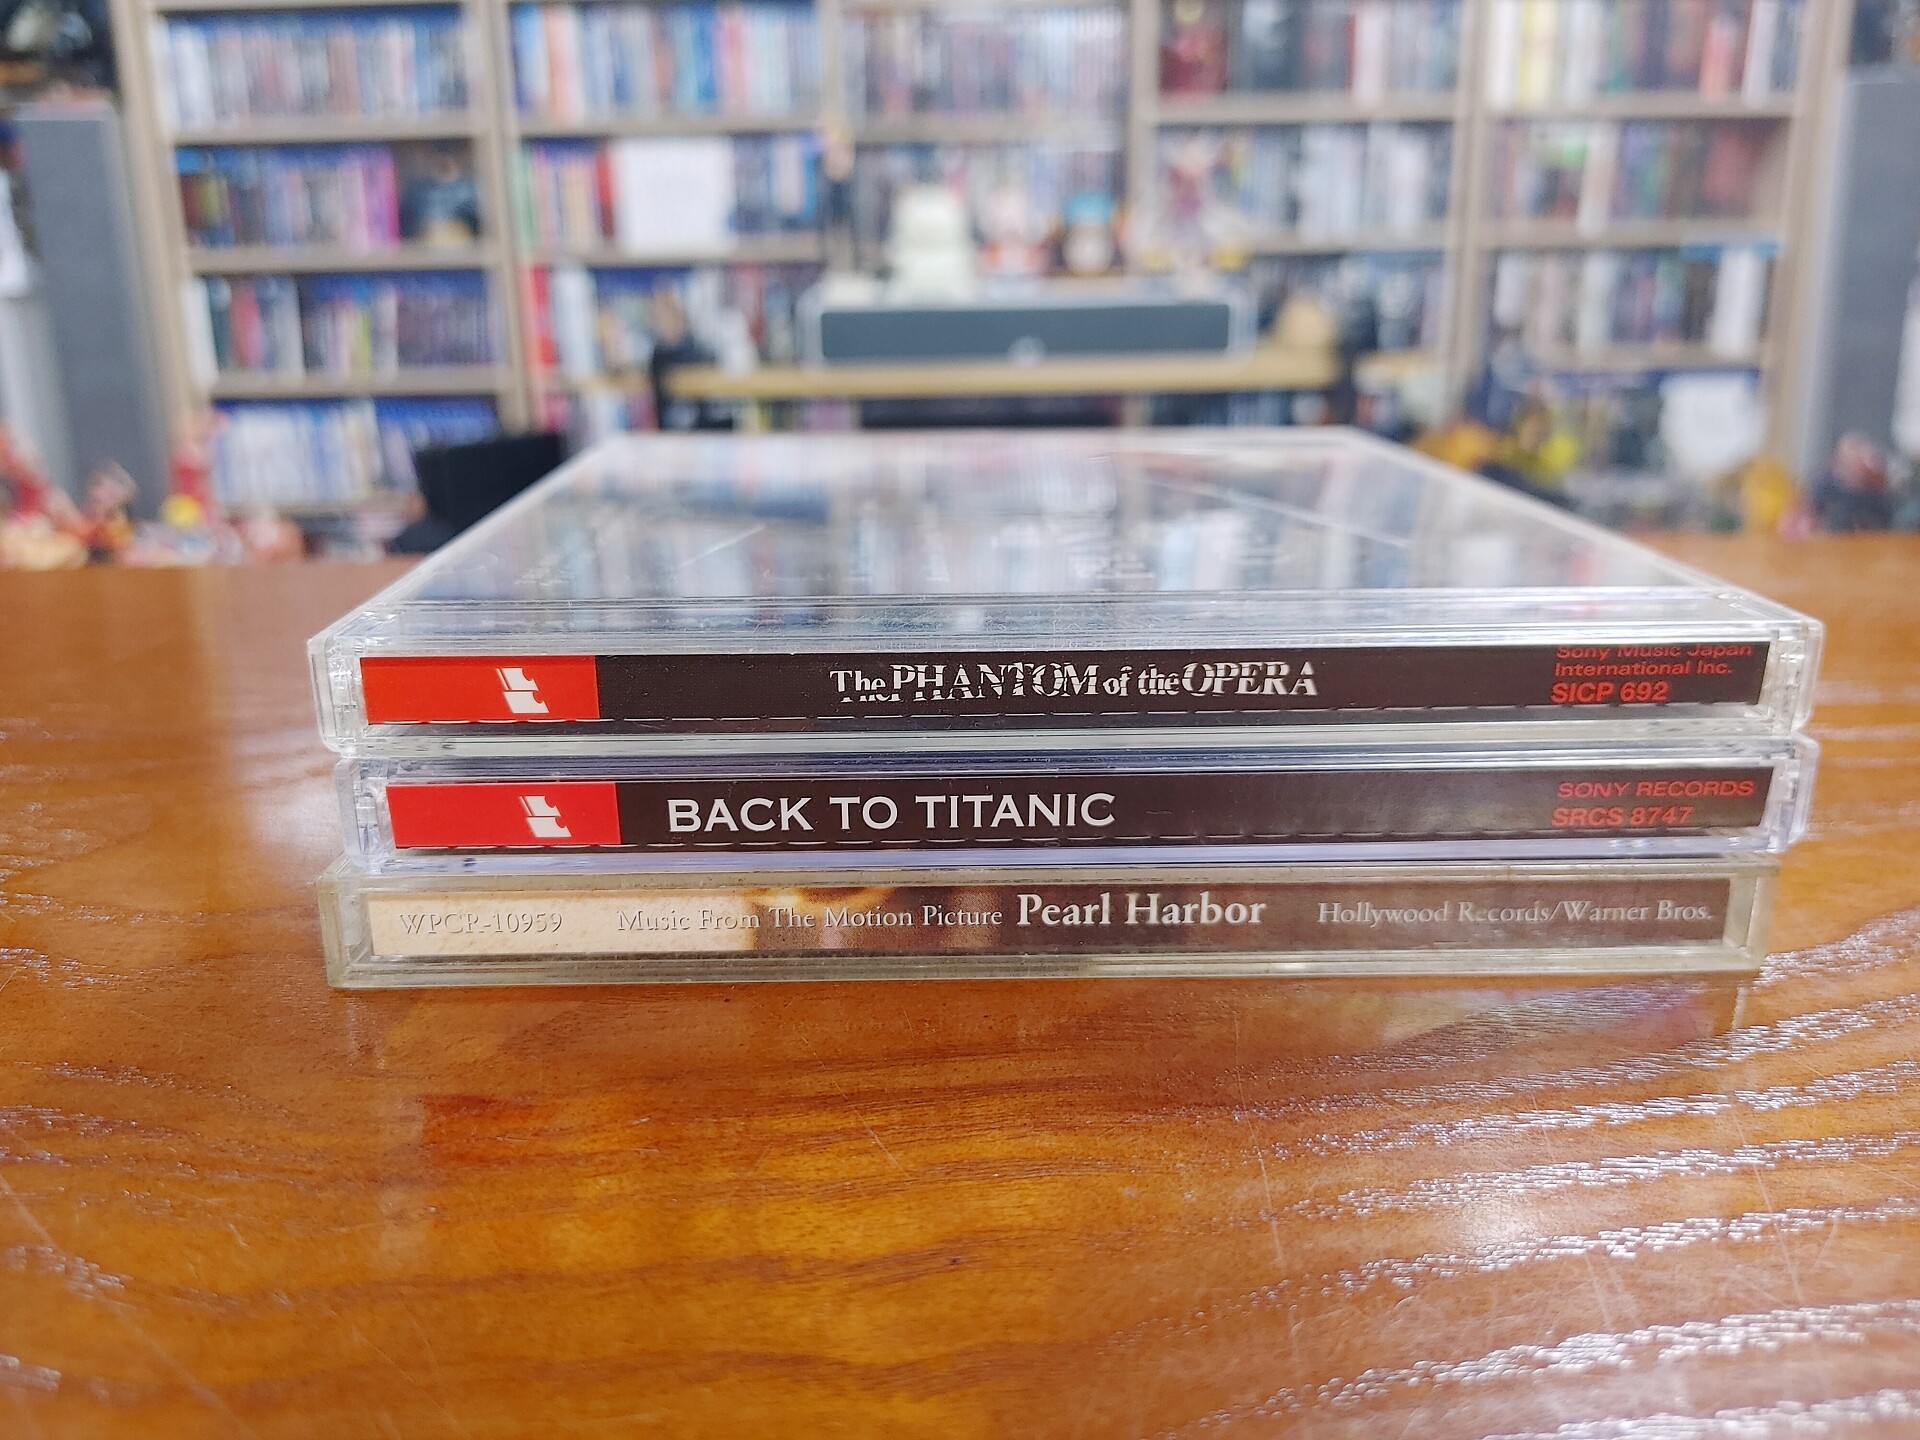 The PHANTOM of the OPERA
Sony Music Japan
International Inc.
SICP 692
BACK TO TITANIC
SONY RECORDS
SRCS 8747
WPCR-10959 Music From The Motion Picture Pearl Harbor Hollywood Records/Warner Bros.